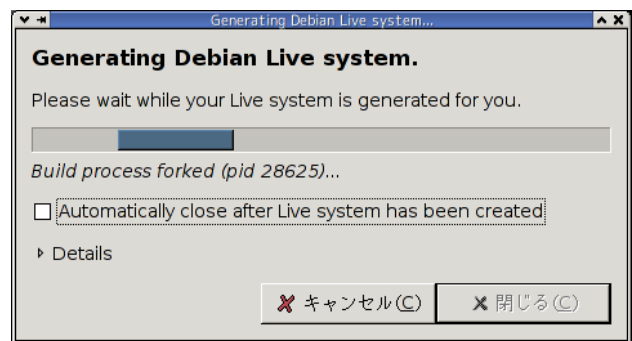 Generating Debian Live system...
Generating Debian Live system.
Please wait while your Live system is generated for you.
Build process forked (pid 28625)...
Automatically close after Live system has been created
Details
キャンセル(C) 閉じる(C)